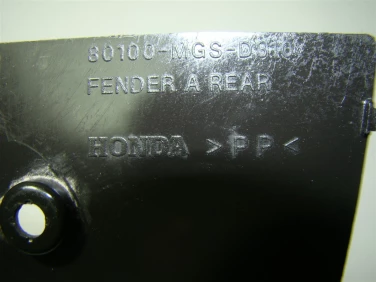 80100-MGS-D310
FENDER A REAR
HONDA >PP<